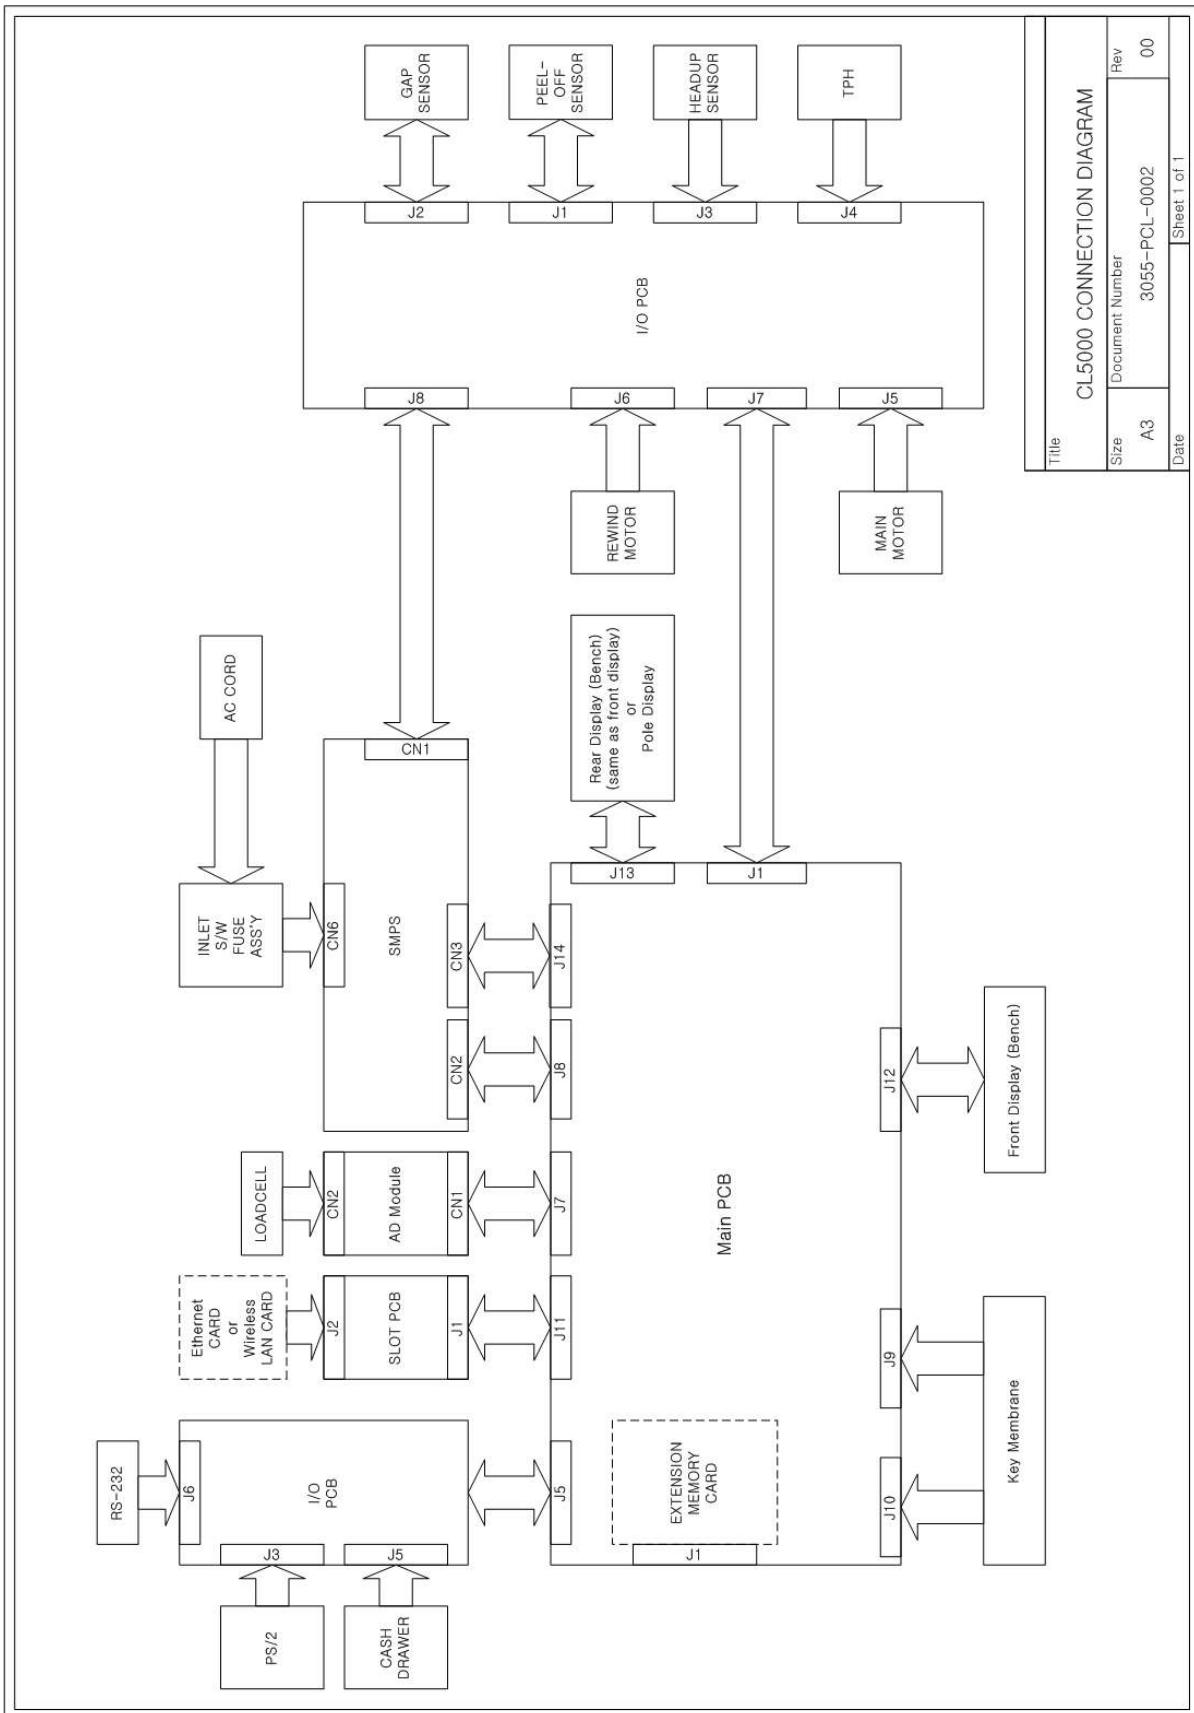 RS-232
J6
PS/2
J3
CASH
DRAWER
J5
I/O
PCB
Ethernet
CARD
or
Wireless
LAN CARD
J2
SLOT PCB
J1
LOADCELL
CN2
AD Module
CN1
INLET
S/W
FUSE
ASS'Y
AC CORD
CN6
SMPS
CN1
CN2
CN3
J5
J11
J7
J8
J14
EXTENSION
MEMORY
CARD
J1
Main PCB
J13
Rear Display (Bench)
(same as front display)
or
Pole Display
J1
J10
J9
J12
Key Membrane
Front Display (Bench)
REWIND
MOTOR
MAIN
MOTOR
J8
J6
J7
J5
I/O PCB
J2
J1
J3
J4
GAP
SENSOR
PEEL-
OFF
SENSOR
HEADUP
SENSOR
TPH
Title
CL5000 CONNECTION DIAGRAM
Size
A3
Document Number
3055-PCL-0002
Rev
00
Date
Sheet 1 of 1